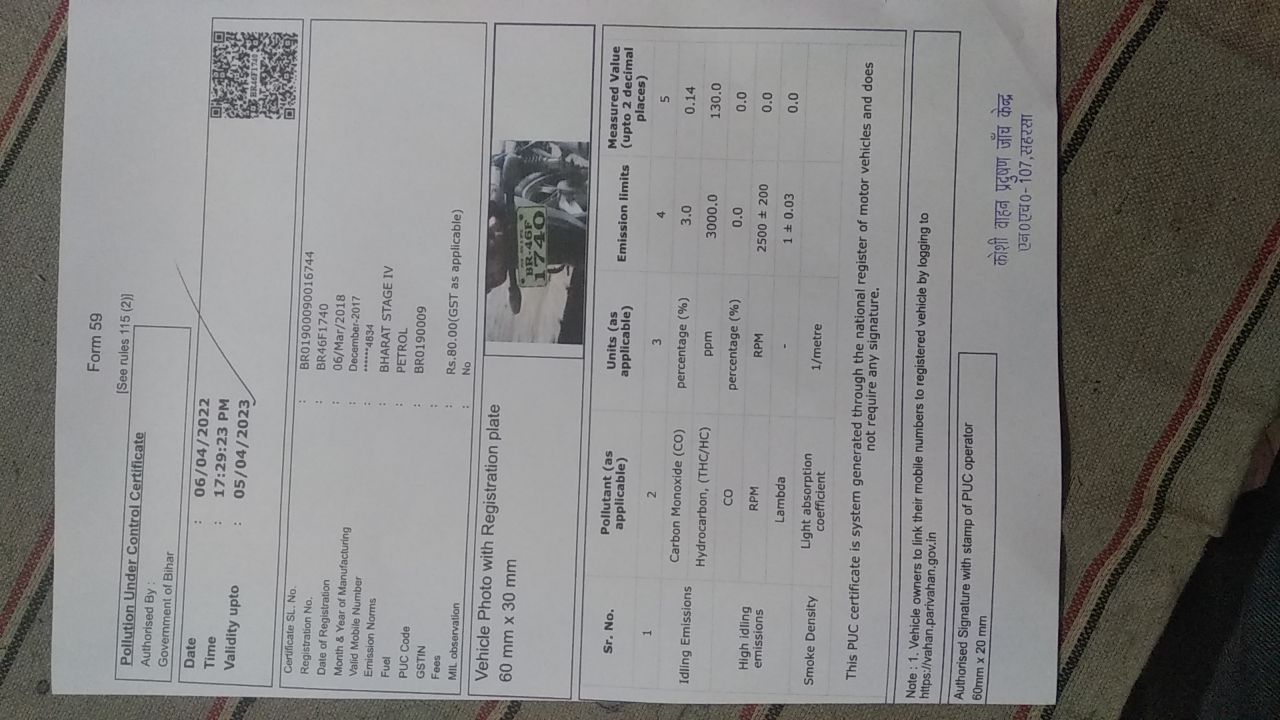 Form 59
[See rules 115 (2)]
Pollution Under Control Certificate
Authorised By :
Government of Bihar
Date : 06/04/2022
Time : 17:29:23 PM
Validity upto : 05/04/2023
Certificate SL. No. : BR01900090016744
Registration No. : BR46F1740
Date of Registration : 06/Mar/2018
Month & Year of Manufacturing : December-2017
Valid Mobile Number : ******4834
Emission Norms : BHARAT STAGE IV
Fuel : PETROL
PUC Code : BR0190009
GSTIN :
Fees : Rs.80.00(GST as applicable)
MIL observation : No
Vehicle Photo with Registration plate
60 mm x 30 mm
BR-46F
1740
Sr. No. Pollutant (as applicable) Units (as applicable) Emission limits Measured Value (upto 2 decimal places)
1 2 3 4 5
Idling Emissions Carbon Monoxide (CO) percentage (%) 3.0 0.14
Hydrocarbon, (THC/HC) ppm 3000.0 130.0
High idling emissions CO percentage (%) 0.0 0.0
RPM RPM 2500 ± 200 0.0
Lambda - 1 ± 0.03 0.0
Smoke Density Light absorption coefficient 1/metre
This PUC certificate is system generated through the national register of motor vehicles and does
not require any signature.
Note : 1. Vehicle owners to link their mobile numbers to registered vehicle by logging to
https://vahan.parivahan.gov.in
Authorised Signature with stamp of PUC operator
60mm x 20 mm
कोशी वाहन प्रदुषण जाँच केन्द्र
एन०एच०-107,सहरसा